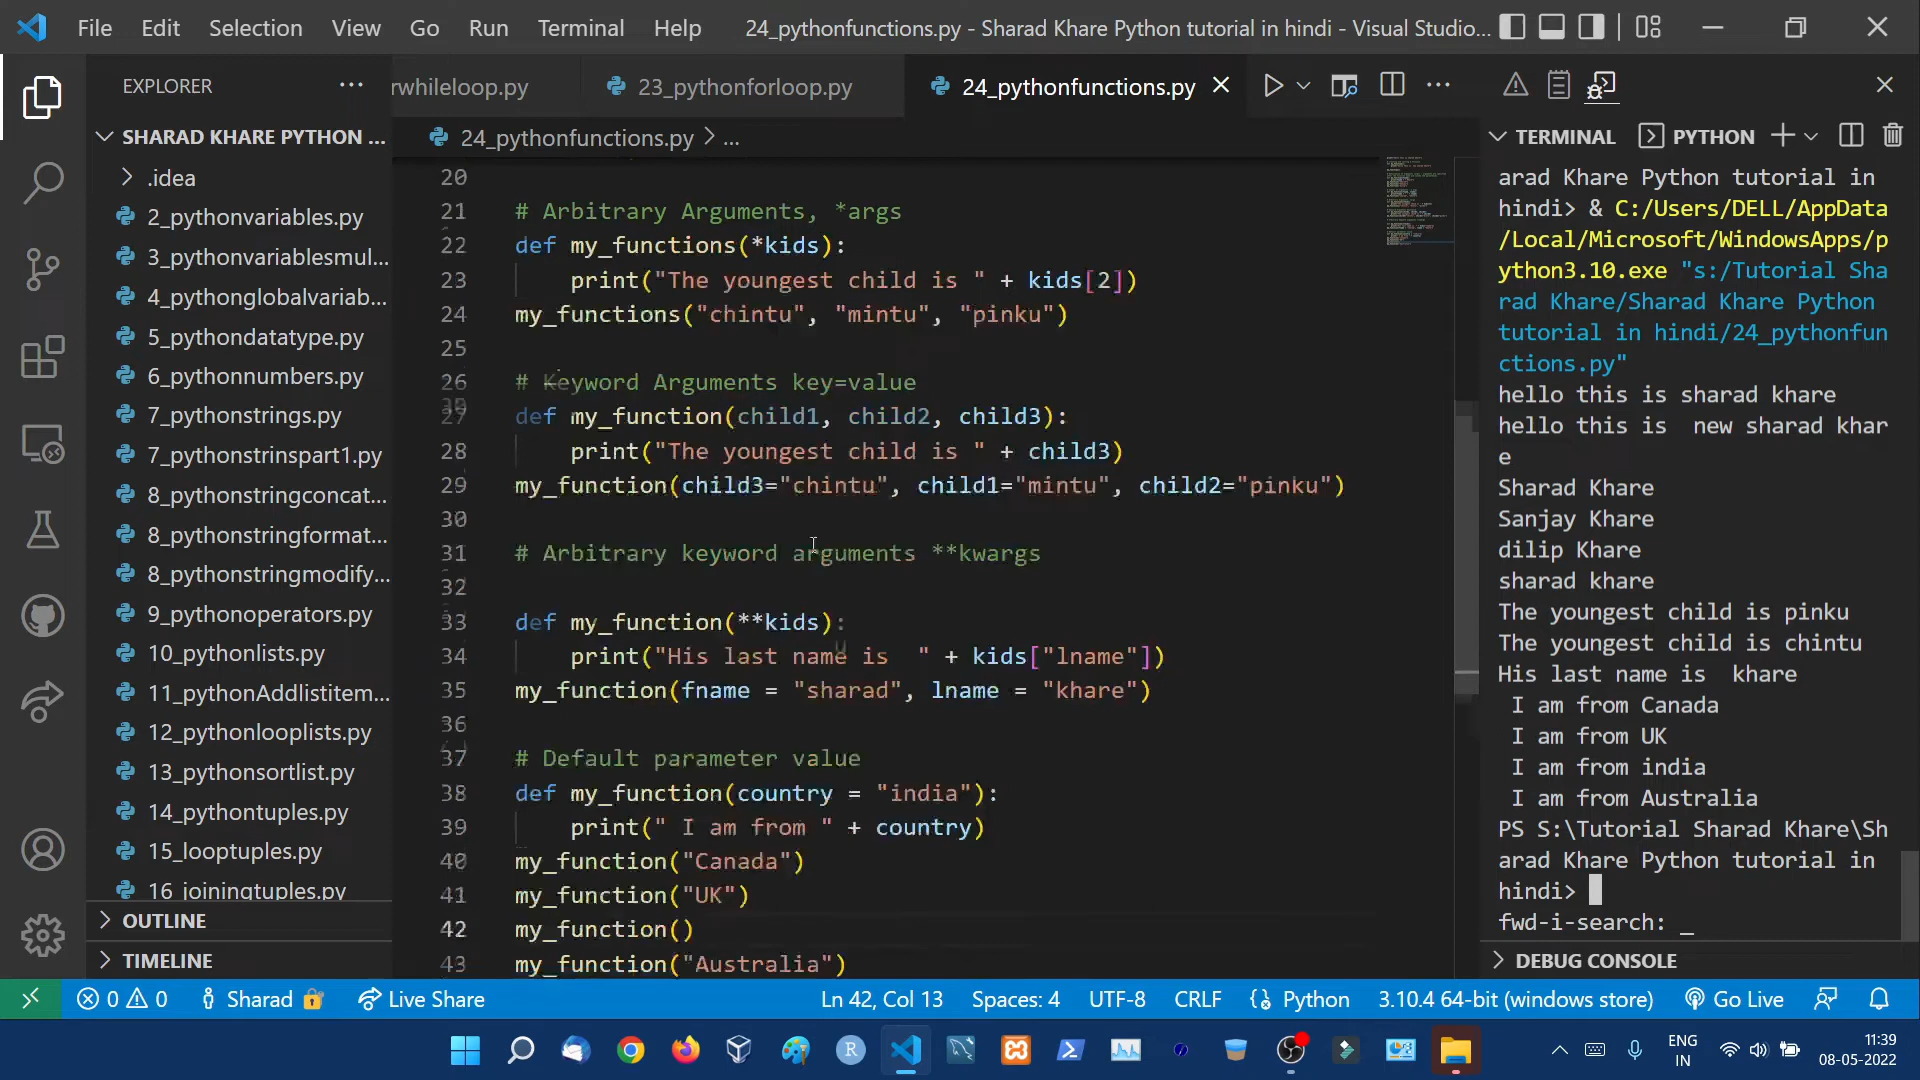 File Edit Selection View Go Run Terminal Help 24_pythonfunctions.py - Sharad Khare Python tutorial in hindi - Visual Studio...
EXPLORER
SHARAD KHARE PYTHON ...
.idea
2_pythonvariables.py
3_pythonvariablesmul...
4_pythonglobalvariab...
5_pythondatatype.py
6_pythonnumbers.py
7_pythonstrings.py
7_pythonstrinspart1.py
8_pythonstringconcat...
8_pythonstringformat...
8_pythonstringmodify...
9_pythonoperators.py
10_pythonlists.py
11_pythonAddlistitem...
12_pythonlooplists.py
13_pythonsortlist.py
14_pythontuples.py
15_looptuples.py
16_joiningtuples.py
OUTLINE
TIMELINE
rwhileloop.py 23_pythonforloop.py 24_pythonfunctions.py
24_pythonfunctions.py > ...
20
21 # Arbitrary Arguments, *args
22 def my_functions(*kids):
23 print("The youngest child is " + kids[2])
24 my_functions("chintu", "mintu", "pinku")
25
26 # Keyword Arguments key=value
27 def my_function(child1, child2, child3):
28 print("The youngest child is " + child3)
29 my_function(child3="chintu", child1="mintu", child2="pinku")
30
31 # Arbitrary keyword arguments **kwargs
32
33 def my_function(**kids):
34 print("His last name is  " + kids["lname"])
35 my_function(fname = "sharad", lname = "khare")
36
37 # Default parameter value
38 def my_function(country = "india"):
39 print(" I am from " + country)
40 my_function("Canada")
41 my_function("UK")
42 my_function()
43 my_function("Australia")
TERMINAL PYTHON
arad Khare Python tutorial in
hindi> & C:/Users/DELL/AppData
/Local/Microsoft/WindowsApps/p
ython3.10.exe "s:/Tutorial Sha
rad Khare/Sharad Khare Python
tutorial in hindi/24_pythonfun
ctions.py"
hello this is sharad khare
hello this is  new sharad khar
e
Sharad Khare
Sanjay Khare
dilip Khare
sharad khare
The youngest child is pinku
The youngest child is chintu
His last name is  khare
I am from Canada
I am from UK
I am from india
I am from Australia
PS S:\Tutorial Sharad Khare\Sh
arad Khare Python tutorial in
hindi>
fwd-i-search: _
DEBUG CONSOLE
0 0 Sharad Live Share Ln 42, Col 13 Spaces: 4 UTF-8 CRLF Python 3.10.4 64-bit (windows store) Go Live
ENG
IN
11:39
08-05-2022